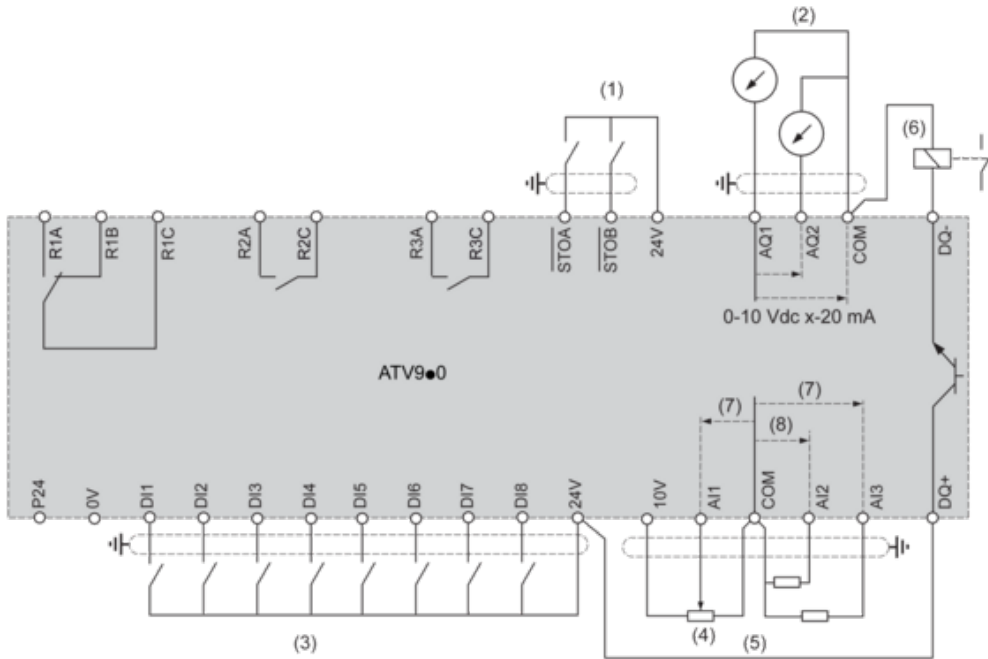 (2)
(1)
(6)
R1A R1B R1C R2A R2C R3A R3C STOA STOB 24V AQ1 AQ2 COM DQ-
0-10 Vdc x-20 mA
ATV9●0
(7)
(7)
(8)
P24 0V DI1 DI2 DI3 DI4 DI5 DI6 DI7 DI8 24V 10V AI1 COM AI2 AI3 DQ+
(3) (4) (5)